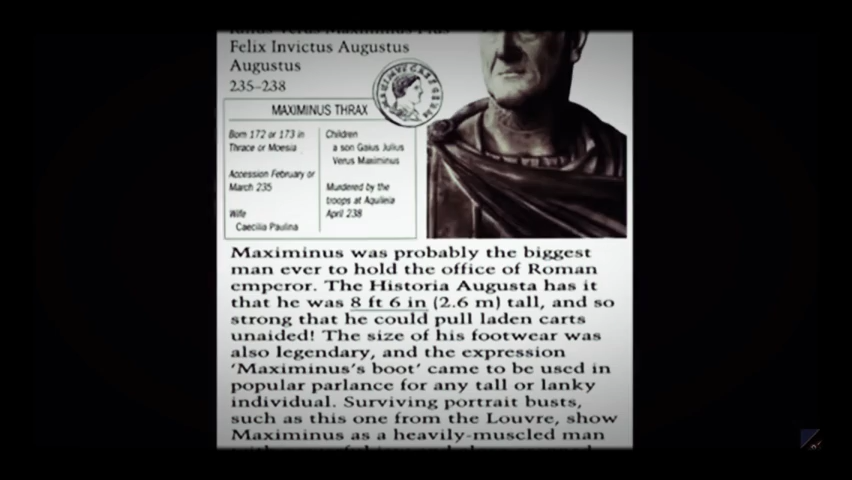 Felix Invictus Augustus
Augustus
235–238
MAXIMINUS THRAX
Born 172 or 173 in
Thrace or Moesia
Accession February or
March 235
Wife
Caecilia Paulina
Children
a son Gaius Julius
Verus Maximinus
Murdered by the
troops at Aquileia
April 238
Maximinus was probably the biggest
man ever to hold the office of Roman
emperor. The Historia Augusta has it
that he was 8 ft 6 in (2.6 m) tall, and so
strong that he could pull laden carts
unaided! The size of his footwear was
also legendary, and the expression
‘Maximinus’s boot’ came to be used in
popular parlance for any tall or lanky
individual. Surviving portrait busts,
such as this one from the Louvre, show
Maximinus as a heavily-muscled man